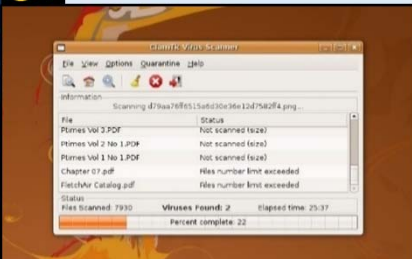 ClamTk Virus Scanner
File View Options Quarantine Help
Information
Scanning d79aa76ff6515a6d30e36e12d7582ff4.png...
File Status
Ptimes Vol 3.PDF Not scanned (size)
Ptimes Vol 2 No 1.PDF Not scanned (size)
Ptimes Vol 1 No 1.PDF Not scanned (size)
Chapter 07.pdf Files number limit exceeded
FletchAir Catalog.pdf Files number limit exceeded
Status
Files Scanned: 7930 Viruses Found: 2 Elapsed time: 25:37
Percent complete: 22